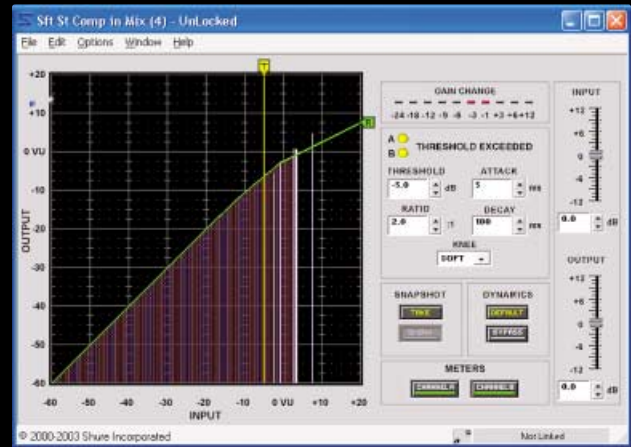 Sft St Comp in Mix (4) - UnLocked
File Edit Options Window Help
+20
+10
0 VU
-10
-20
-30
-40
-50
-60
OUTPUT
-60 -50 -40 -30 -20 -10 0 VU +10 +20
INPUT
T
R
GAIN CHANGE
-24 -18 -12 -9 -6 -3 -1 +3 +6 +12
A
B
THRESHOLD EXCEEDED
THRESHOLD ATTACK
-5.0 dB 5 ms
RATIO DECAY
2.0 :1 100 ms
KNEE
SOFT
SNAPSHOT DYNAMICS
TAKE DEFAULT
BYPASS
METERS
CHANNEL A CHANNEL B
INPUT
+12
+6
0
-6
-12
0.0 dB
OUTPUT
+12
+6
0
-6
-12
0.0 dB
© 2000-2003 Shure Incorporated
Not Linked